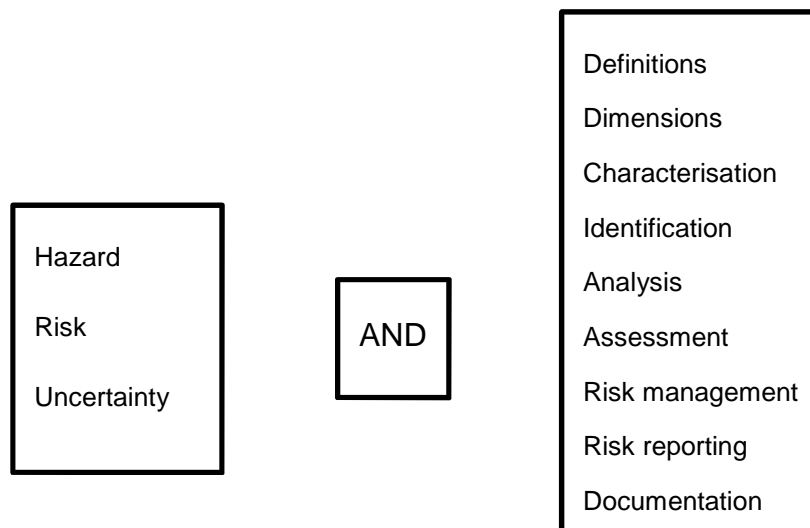 Hazard
Risk
Uncertainty
AND
Definitions
Dimensions
Characterisation
Identification
Analysis
Assessment
Risk management
Risk reporting
Documentation